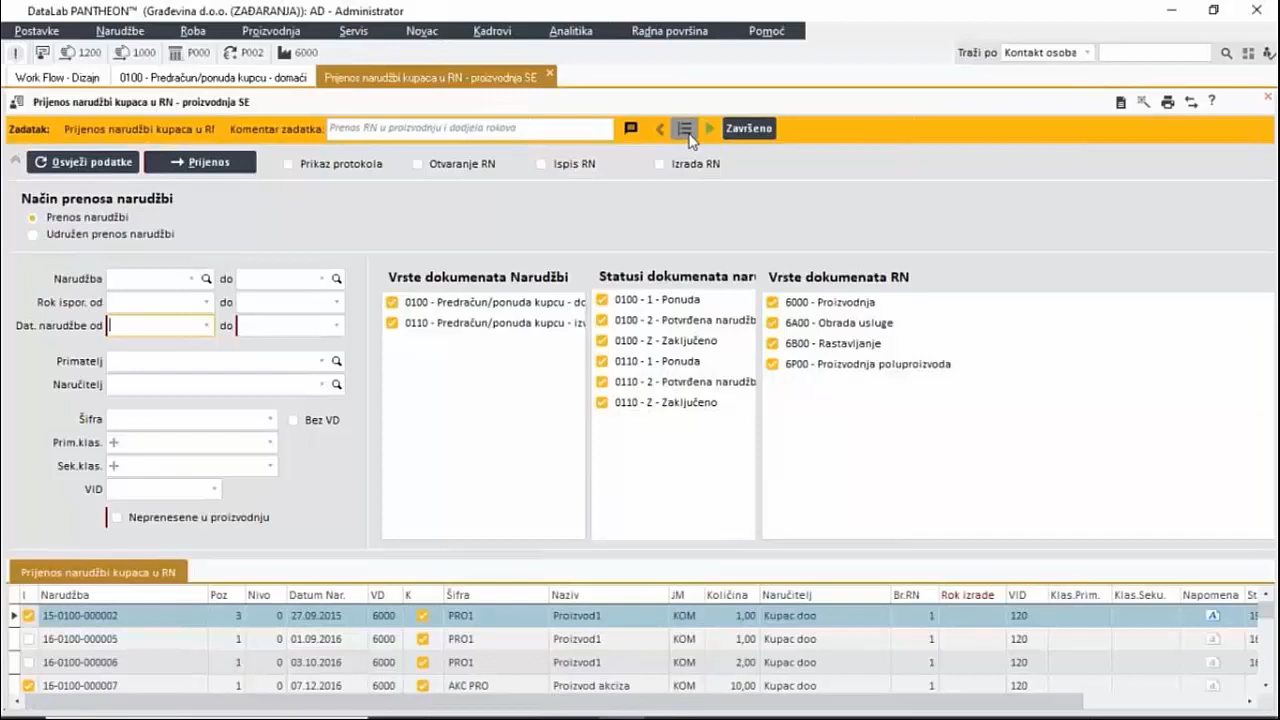 DataLab PANTHEON™ (Građevina d.o.o. (ZAĐARANJA)): AD - Administrator
Postavke Narudžbe Roba Proizvodnja Servis Novac Kadrovi Analitika Radna površina Pomoć
1200 1000 P000 P002 6000 Traži po Kontakt osoba
Work Flow - Dizajn 0100 - Predračun/ponuda kupcu - domaći Prijenos narudžbi kupaca u RN - proizvodnja SE
Prijenos narudžbi kupaca u RN - proizvodnja SE
Zadatak: Prijenos narudžbi kupaca u RI Komentar zadatka: Prenos RN u proizvodnju i dodjela rokova Završeno
Osvježi podatke Prijenos Prikaz protokola Otvaranje RN Ispis RN Izrada RN
Način prenosa narudžbi
Prenos narudžbi
Udružen prenos narudžbi
Narudžba do
Rok ispor. od do
Dat. narudžbe od do
Primatelj
Naručitelj
Šifra Bez VD
Prim.klas.
Sek.klas.
VID
Neprenesene u proizvodnju
Vrste dokumenata Narudžbi
0100 - Predračun/ponuda kupcu - do
0110 - Predračun/ponuda kupcu - izv
Statusi dokumenata nar
0100 - 1 - Ponuda
0100 - 2 - Potvrđena narudžb
0100 - Z - Zaključeno
0110 - 1 - Ponuda
0110 - 2 - Potvrđena narudžb
0110 - Z - Zaključeno
Vrste dokumenata RN
6000 - Proizvodnja
6A00 - Obrada usluge
6B00 - Rastavljanje
6P00 - Proizvodnja poluproizvoda
Prijenos narudžbi kupaca u RN
I Narudžba Poz Nivo Datum Nar. VD K Šifra Naziv JM Količina Naručitelj Br.RN Rok izrade VID Klas.Prim. Klas.Seku. Napomena St
15-0100-000002 3 0 27.09.2015 6000 PRO1 Proizvod1 KOM 1,00 Kupac doo 1 120 A
16-0100-000005 1 0 01.09.2016 6000 PRO1 Proizvod1 KOM 1,00 Kupac doo 1 120 a
16-0100-000006 1 0 03.10.2016 6000 PRO1 Proizvod1 KOM 2,00 Kupac doo 1 120 a
16-0100-000007 1 0 07.12.2016 6000 AKC PRO Proizvod akciza KOM 10,00 Kupac doo 1 120 a